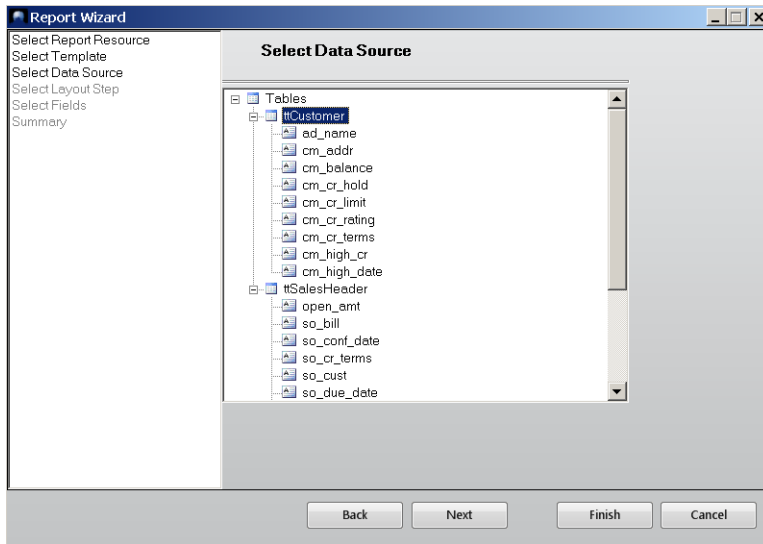 Report Wizard
Select Report Resource
Select Template
Select Data Source
Select Layout Step
Select Fields
Summary
Select Data Source
Tables
ttCustomer
ad_name
cm_addr
cm_balance
cm_cr_hold
cm_cr_limit
cm_cr_rating
cm_cr_terms
cm_high_cr
cm_high_date
ttSalesHeader
open_amt
so_bill
so_conf_date
so_cr_terms
so_cust
so_due_date
Back Next Finish Cancel